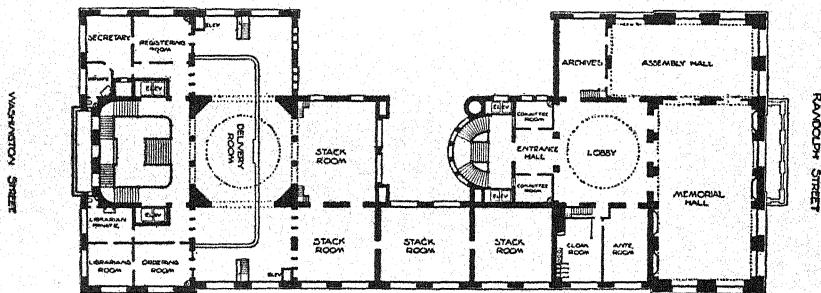 SECRETARY
REGISTERING
ROOM
ELEV
ELEV
DELIVERY
ROOM
ELEV
LIBRARIAN
PRIVATE
LIBRARIANS
ROOM
ORDERING
ROOM
ELEV
STACK
ROOM
STACK
ROOM
STACK
ROOM
STACK
ROOM
ELEV
COMMITTEE
ROOM
ENTRANCE
HALL
COMMITTEE
ROOM
ELEV
ARCHIVES
ASSEMBLY HALL
LOBBY
MEMORIAL
HALL
CLOAK
ROOM
ANTE
ROOM
WASHINGTON STREET
RANDOLPH STREET